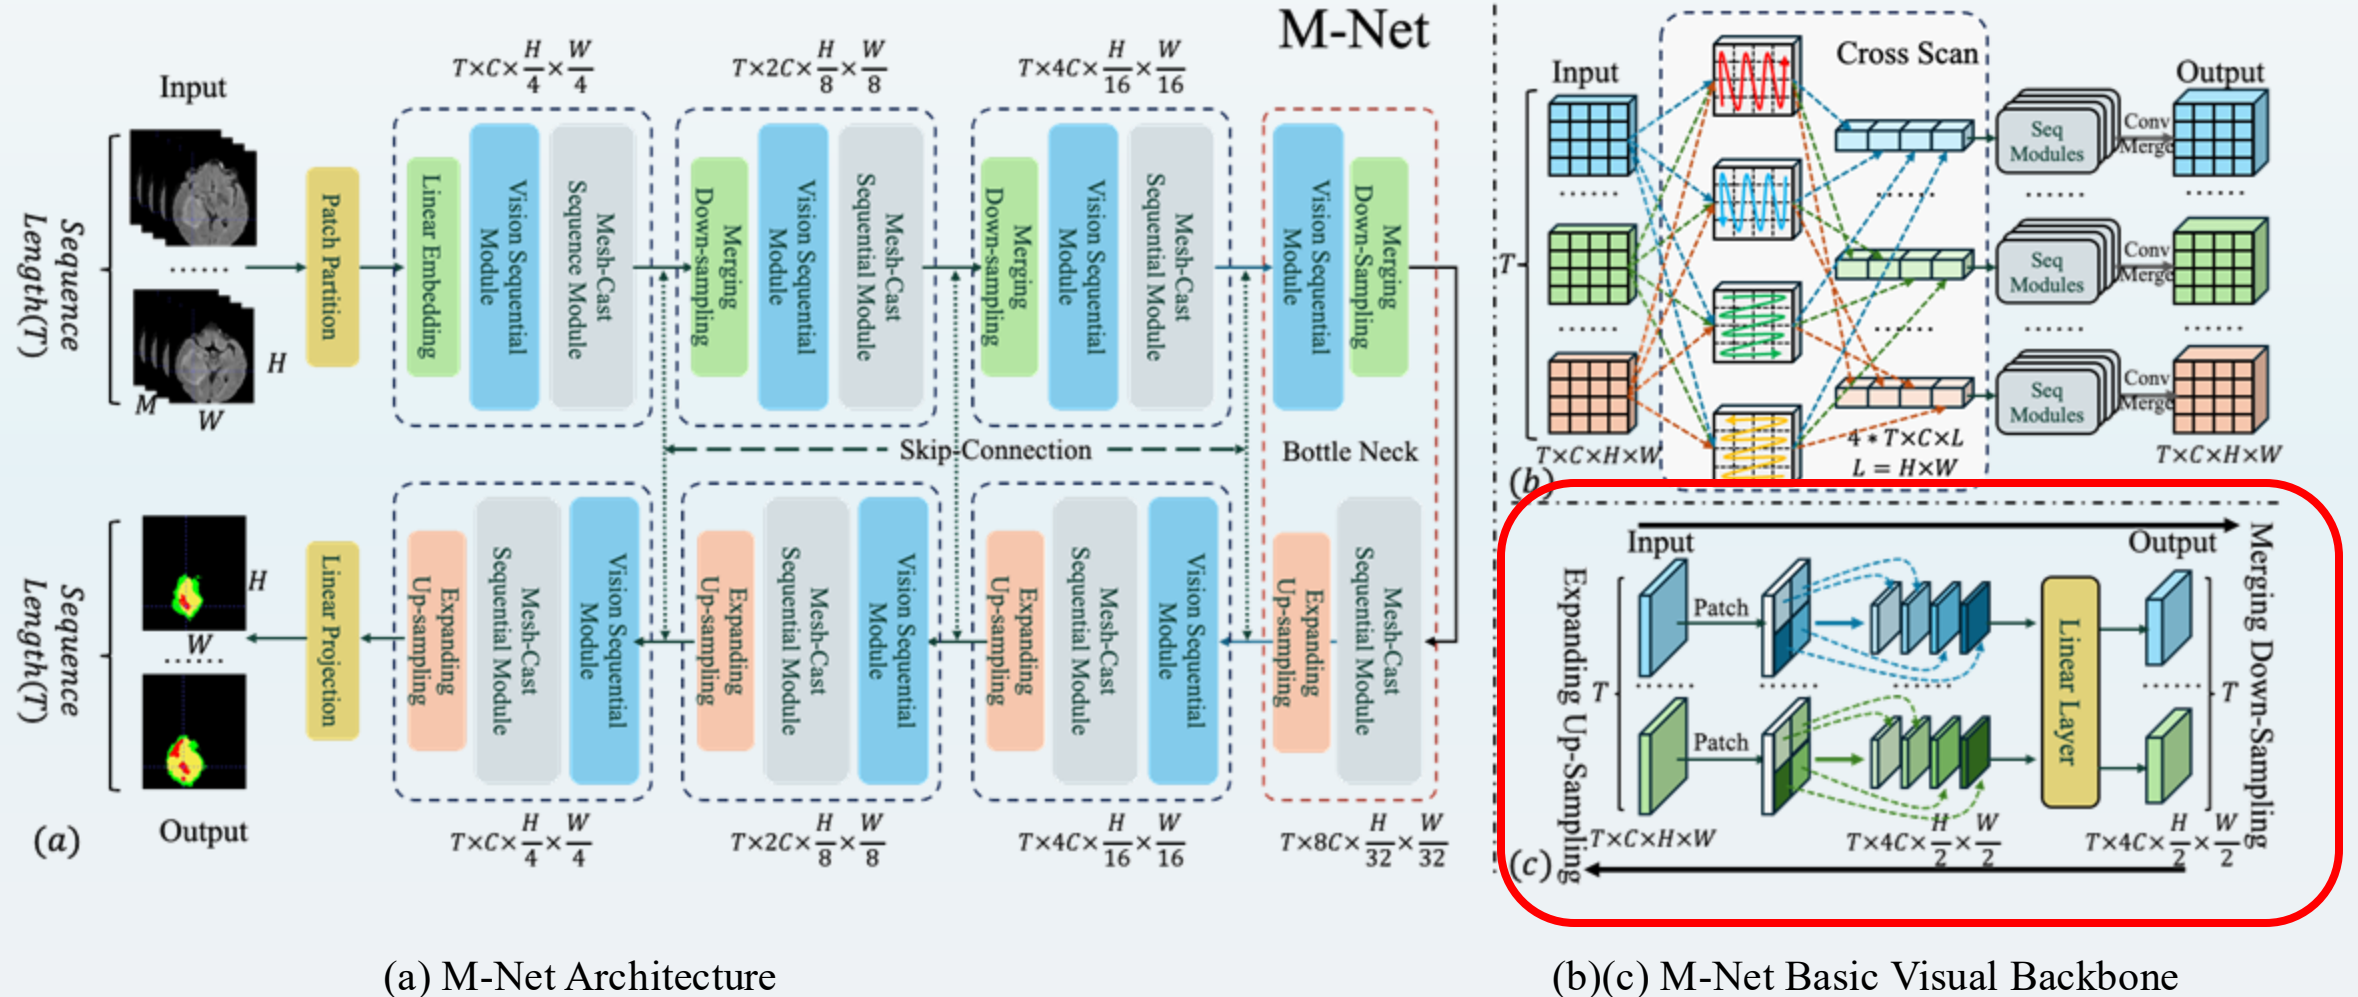 M-Net
Input
T×C×H/4×W/4
T×2C×H/8×W/8
T×4C×H/16×W/16
Sequence
Length(T)
......
M
W
H
Patch Partition
Linear Embedding
Vision Sequential
Module
Mesh-Cast
Sequence Module
Merging
Down-sampling
Vision Sequential
Module
Mesh-Cast
Sequential Module
Merging
Down-sampling
Vision Sequential
Module
Mesh-Cast
Sequential Module
Vision Sequential
Module
Merging
Down-Sampling
Skip-Connection
Bottle Neck
Sequence
Length(T)
H
W
......
Output
Linear Projection
Expanding
Up-sampling
Mesh-Cast
Sequential Module
Vision Sequential
Module
Expanding
Up-sampling
Mesh-Cast
Sequential Module
Vision Sequential
Module
Expanding
Up-sampling
Mesh-Cast
Sequential Module
Vision Sequential
Module
Expanding
Up-sampling
Mesh-Cast
Sequential Module
(a)
T×C×H/4×W/4
T×2C×H/8×W/8
T×4C×H/16×W/16
T×8C×H/32×W/32
Input
Cross Scan
Output
T
Seq
Modules
Conv
Merge
......
......
......
......
Seq
Modules
Conv
Merge
......
......
......
......
Seq
Modules
Conv
Merge
T×C×H×W
4*T×C×L
L = H×W
T×C×H×W
(b)
Input
Output
Expanding Up-Sampling
Merging Down-Sampling
T
Patch
......
......
......
......
Patch
Linear Layer
T
T×C×H×W
T×4C×H/2×W/2
T×4C×H/2×W/2
(c)
(a) M-Net Architecture
(b)(c) M-Net Basic Visual Backbone